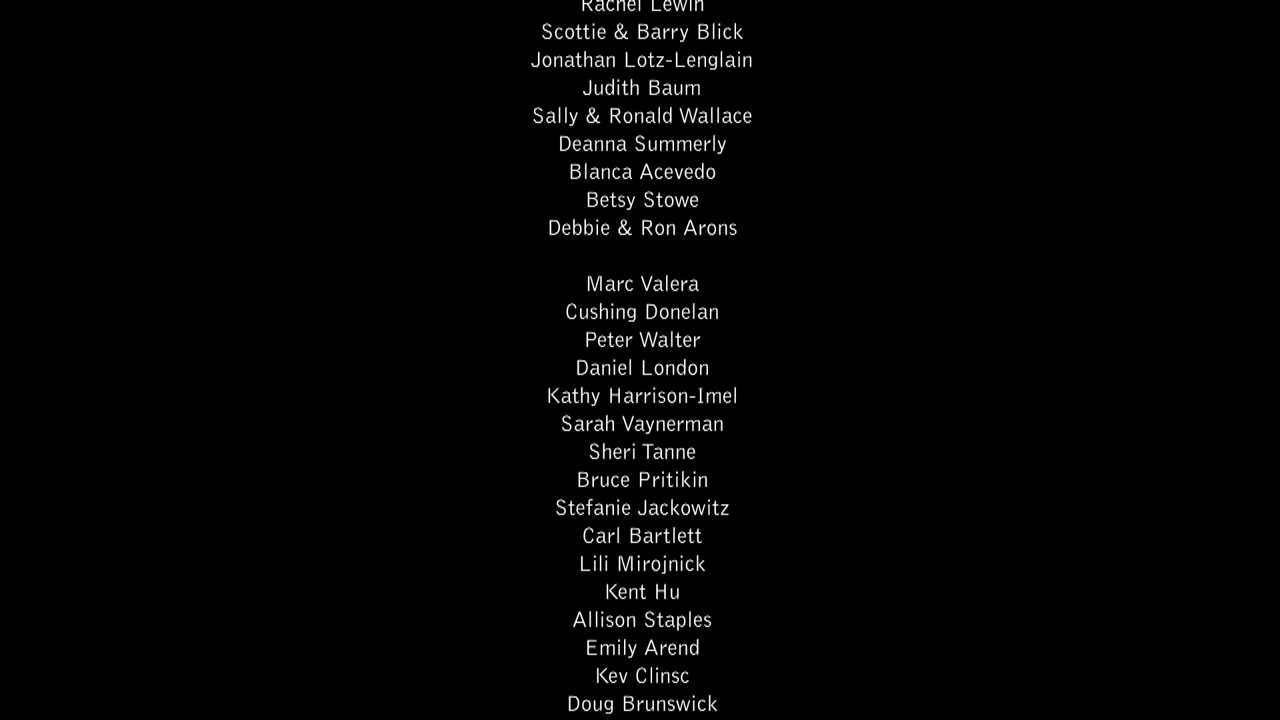 Rachel Lewin
Scottie & Barry Blick
Jonathan Lotz-Lenglain
Judith Baum
Sally & Ronald Wallace
Deanna Summerly
Blanca Acevedo
Betsy Stowe
Debbie & Ron Arons
Marc Valera
Cushing Donelan
Peter Walter
Daniel London
Kathy Harrison-Imel
Sarah Vaynerman
Sheri Tanne
Bruce Pritikin
Stefanie Jackowitz
Carl Bartlett
Lili Mirojnick
Kent Hu
Allison Staples
Emily Arend
Kev Clinsc
Doug Brunswick